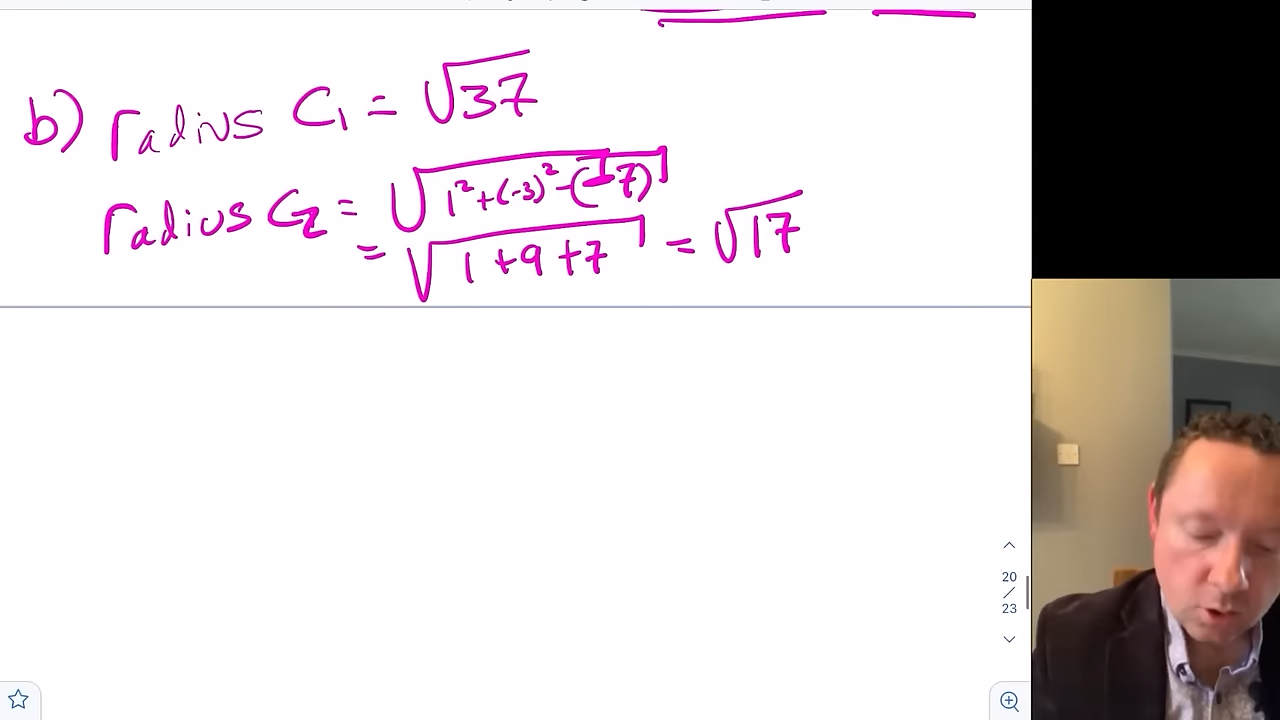 b) radius C₁ = √37
radius C₂ = √1²+(-3)²-(-7)
= √1+9+7 = √17
20
/
23